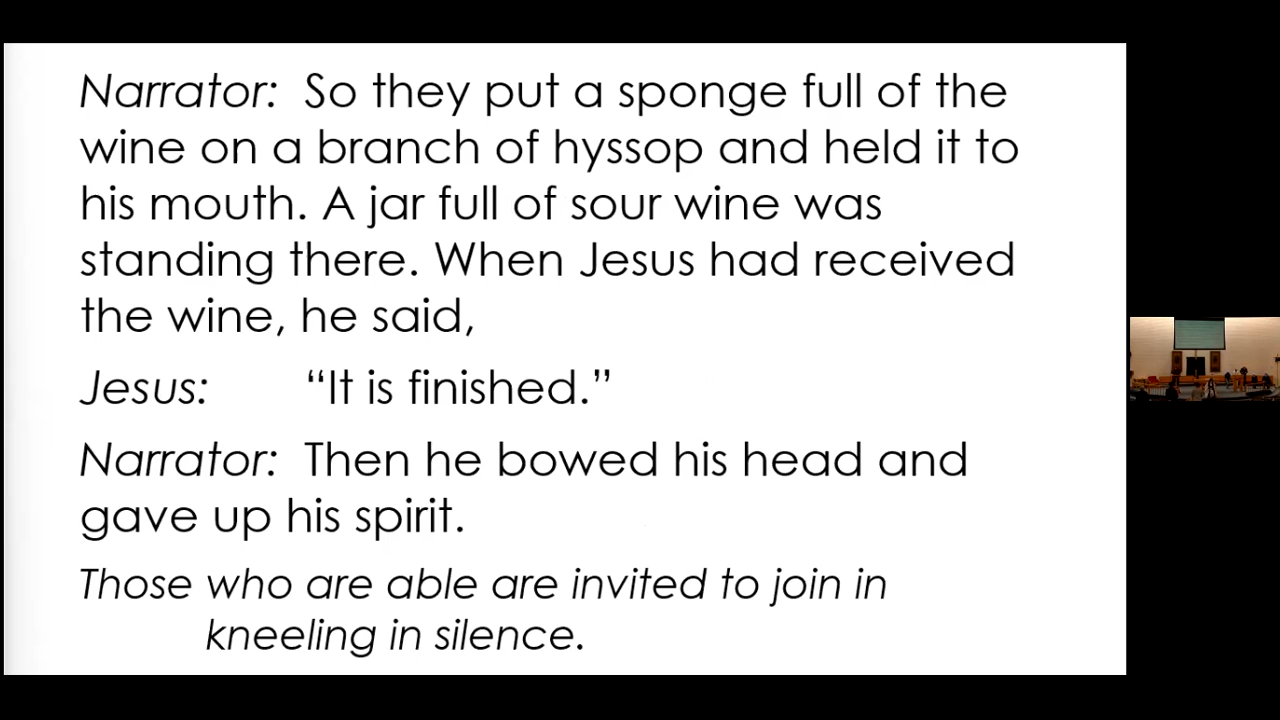 Narrator: So they put a sponge full of the
wine on a branch of hyssop and held it to
his mouth. A jar full of sour wine was
standing there. When Jesus had received
the wine, he said,
Jesus: “It is finished.”
Narrator: Then he bowed his head and
gave up his spirit.
Those who are able are invited to join in
kneeling in silence.